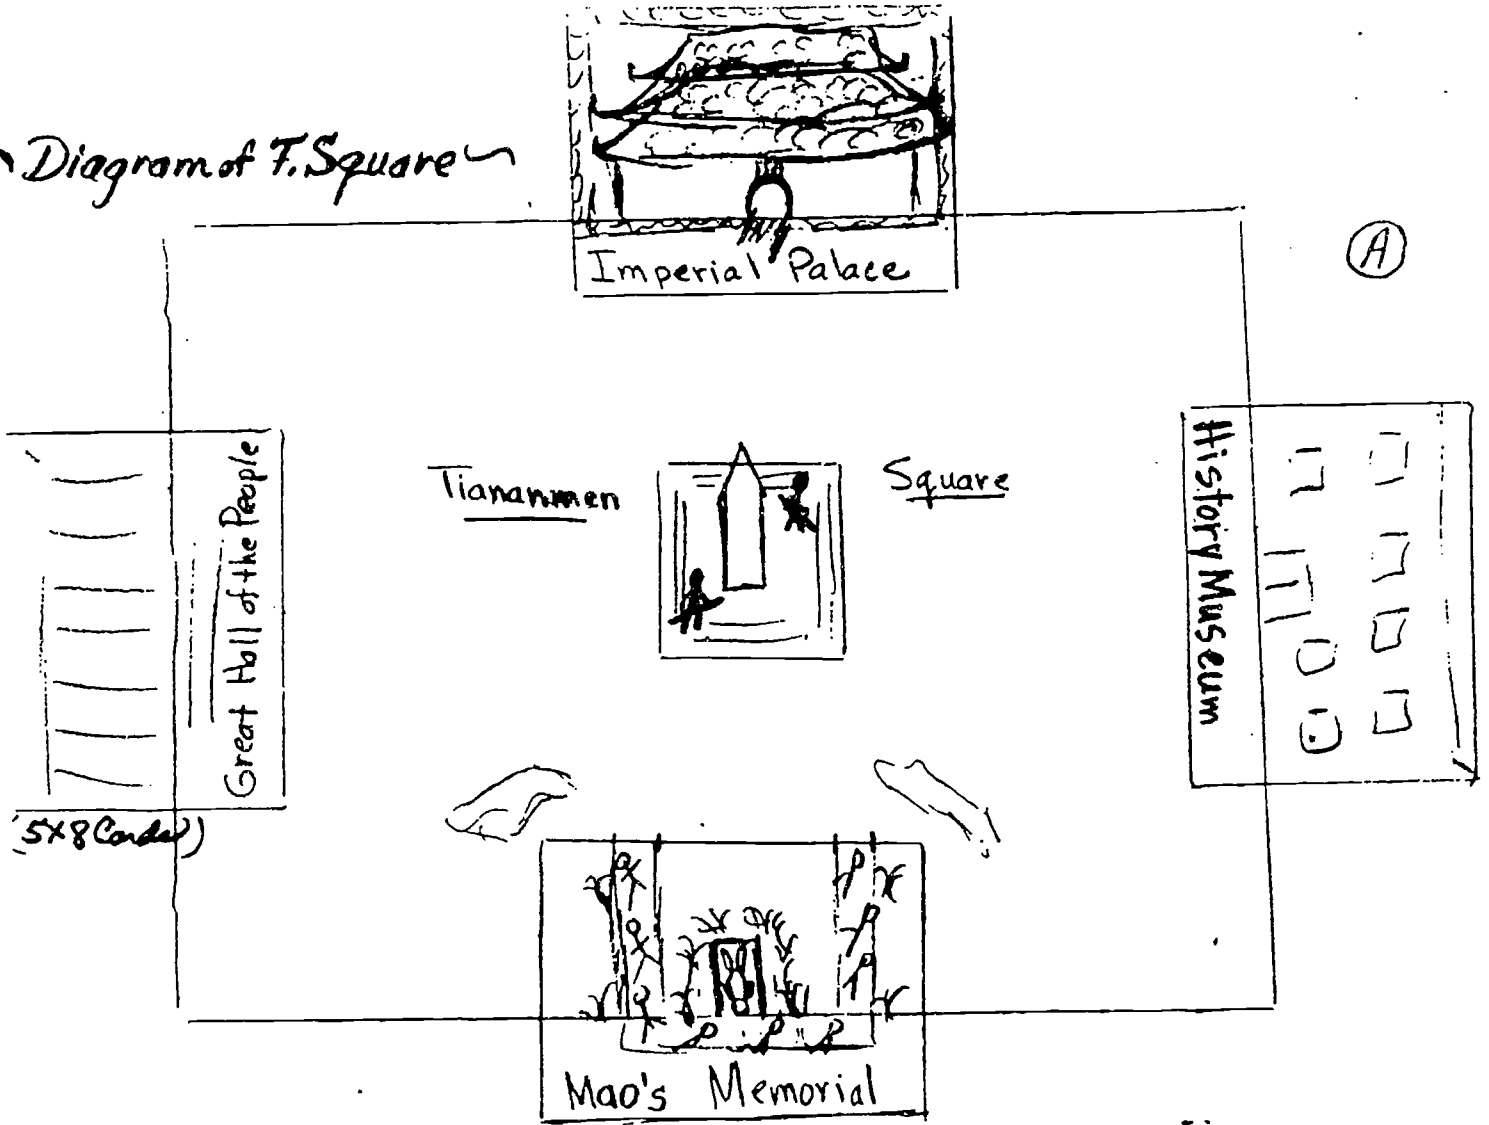 Diagram of T. Square
Imperial Palace
A
Tiananmen Square
Great Hall of the People
History Museum
5X8 Cards)
Mao's Memorial